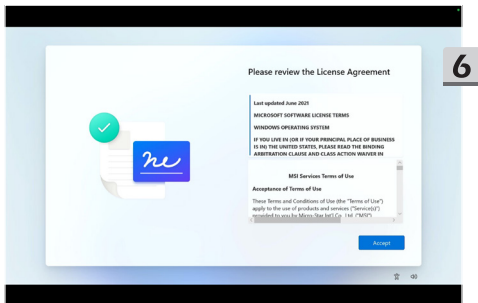 Please review the License Agreement
6
Last updated June 2021
MICROSOFT SOFTWARE LICENSE TERMS
WINDOWS OPERATING SYSTEM
IF YOU LIVE IN (OR IF YOUR PRINCIPAL PLACE OF BUSINESS
IS IN) THE UNITED STATES, PLEASE READ THE BINDING
ARBITRATION CLAUSE AND CLASS ACTION WAIVER IN
MSI Services Terms of Use
Acceptance of Terms of Use
These Terms and Conditions of Use (the "Terms of Use")
apply to the use of products and services ("Service(s)")
provided to you by Micro-Star Int'l Co., Ltd. ("MSI")
Accept